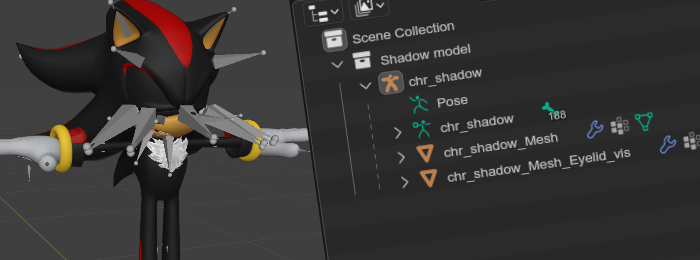 Scene Collection
Shadow model
chr_shadow
Pose
chr_shadow 168
chr_shadow_Mesh
chr_shadow_Mesh_Eyelid_vis